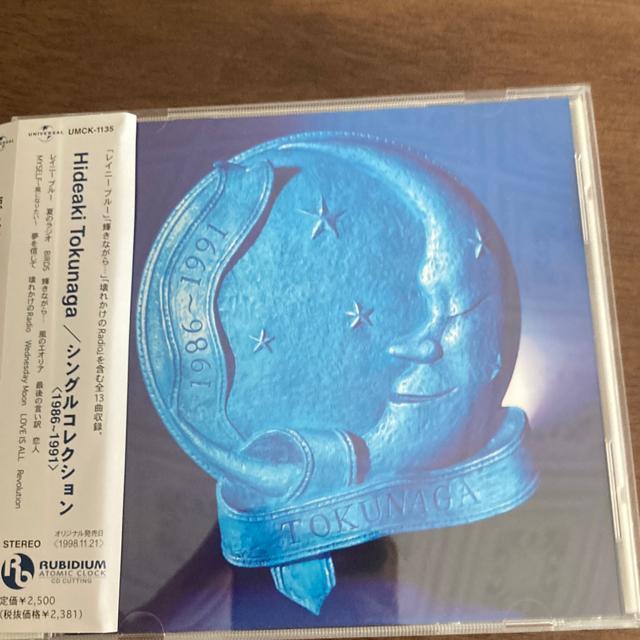 UNIVERSAL
UMCK-1135
Hideaki Tokunaga／シングルコレクション
〈1986~1991〉
「レイニー ブルー」「輝きながら…」「壊れかけのRadio」を含む全13曲収録。
レイニー ブルー　夏のラジオ　BIRDS　輝きながら…　風のエオリア　最後の言い訳　恋人
MYSELF～風になりたい～　夢を信じて　壊れかけのRadio　Wednesday Moon　LOVE IS ALL　Revolution
STEREO
オリジナル発売日
〈1998.11.21〉
Rb
RUBIDIUM
ATOMIC CLOCK
CD CUTTING
定価￥2,500
(税抜価格￥2,381)
1986~1991
TOKUNAGA